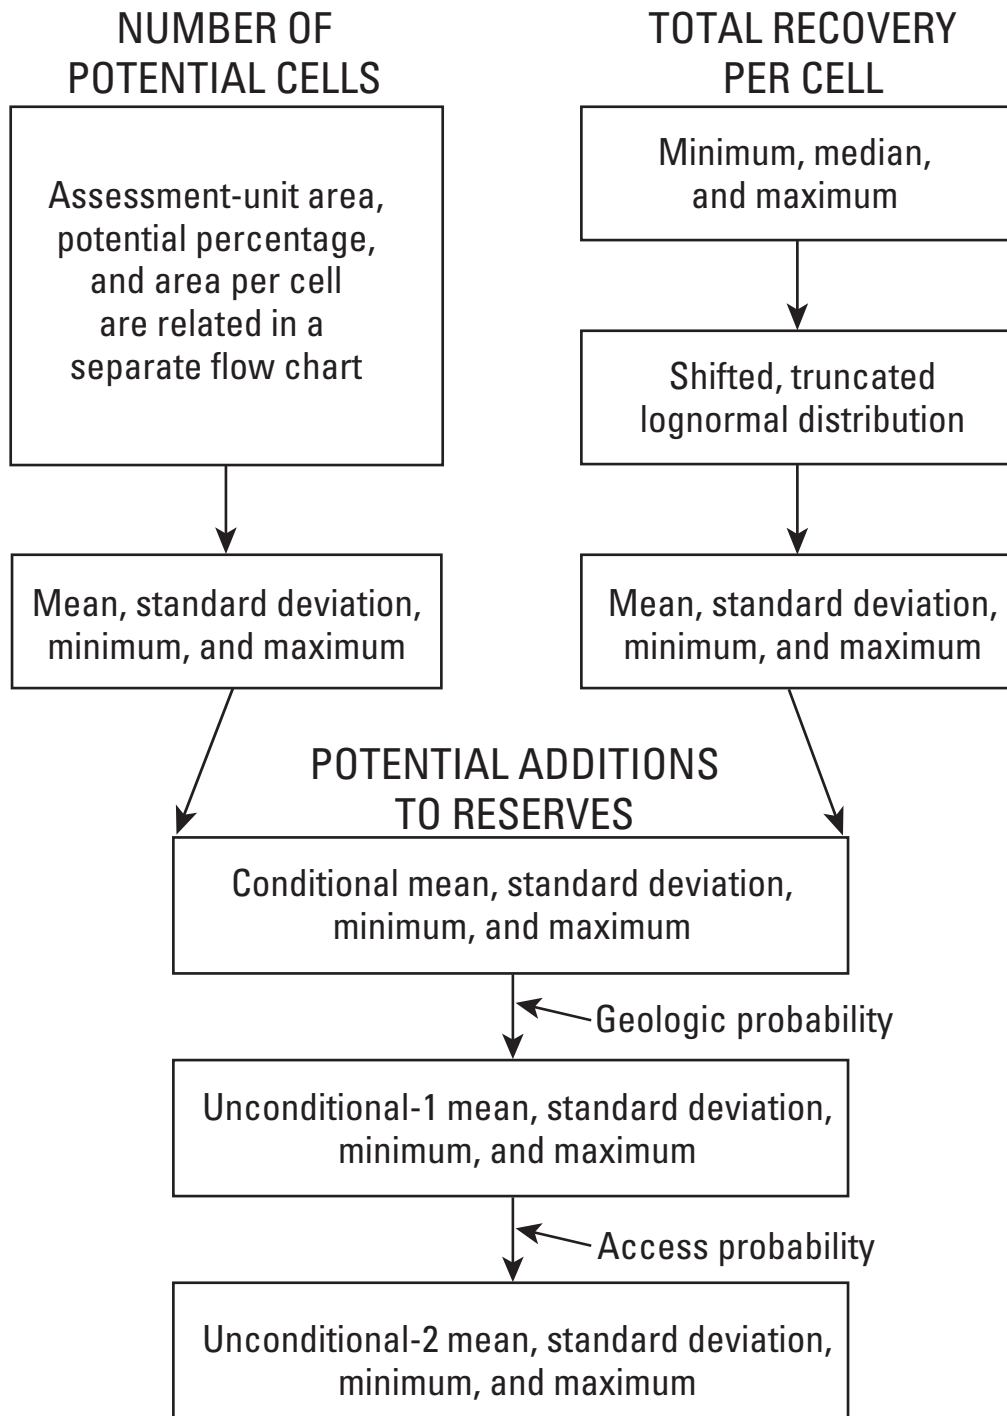 NUMBER OF
POTENTIAL CELLS
Assessment-unit area,
potential percentage,
and area per cell
are related in a
separate flow chart
Mean, standard deviation,
minimum, and maximum
TOTAL RECOVERY
PER CELL
Minimum, median,
and maximum
Shifted, truncated
lognormal distribution
Mean, standard deviation,
minimum, and maximum
POTENTIAL ADDITIONS
TO RESERVES
Conditional mean, standard deviation,
minimum, and maximum
Geologic probability
Unconditional-1 mean, standard deviation,
minimum, and maximum
Access probability
Unconditional-2 mean, standard deviation,
minimum, and maximum